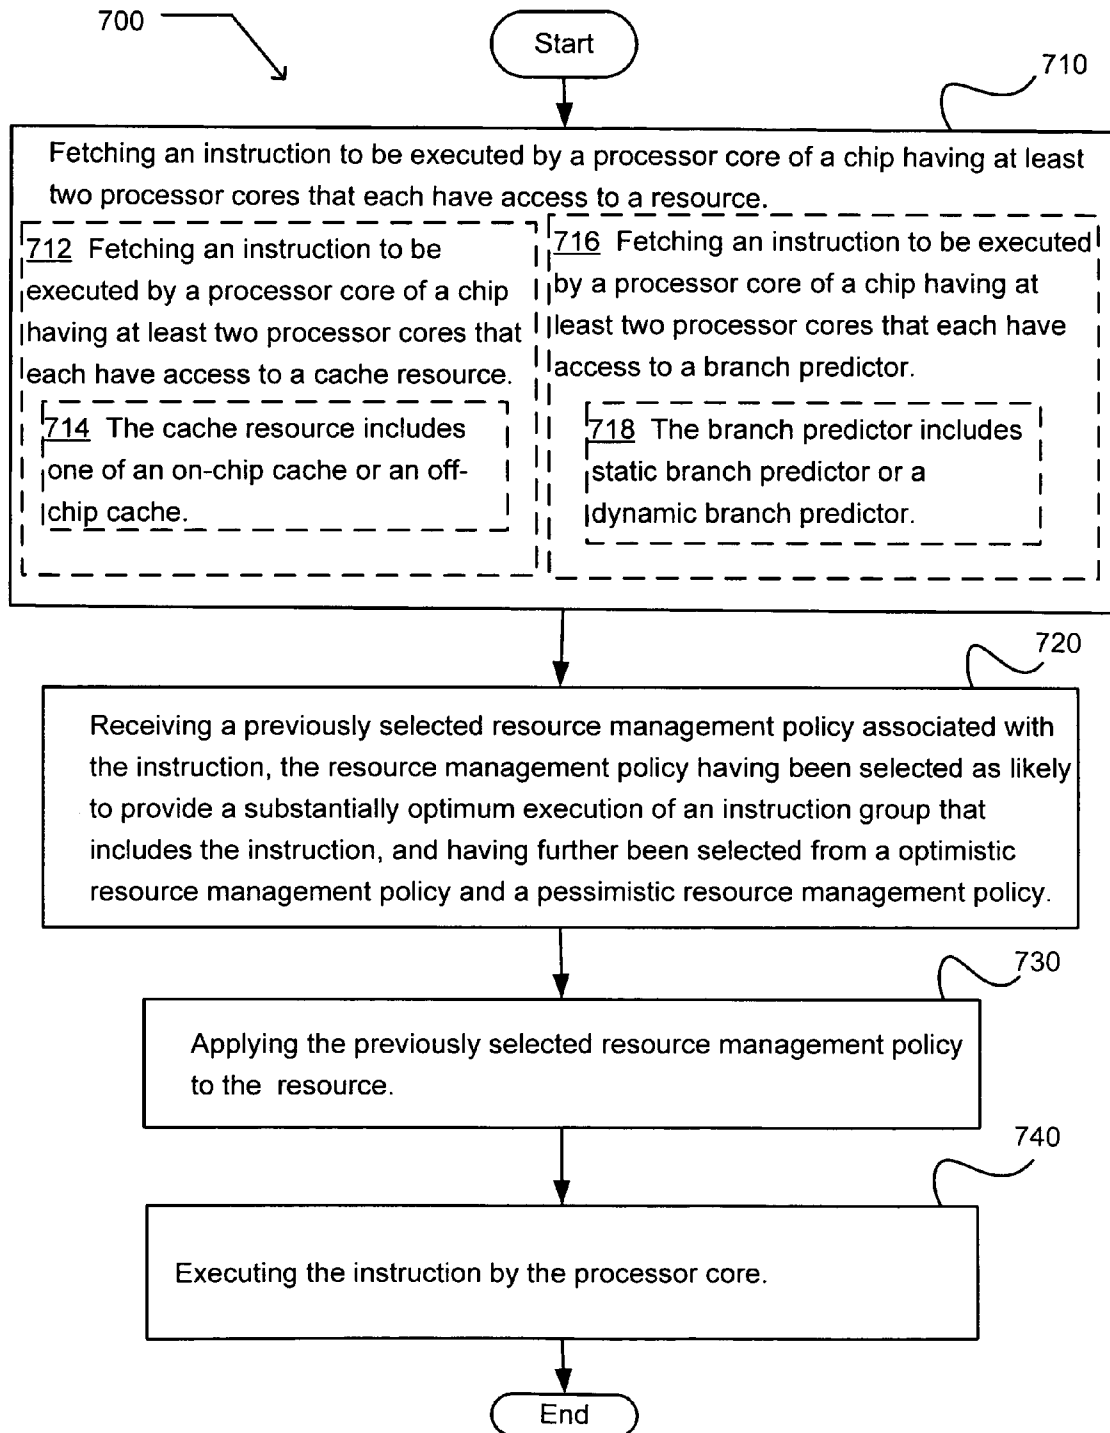 700
Start
710
Fetching an instruction to be executed by a processor core of a chip having at least
two processor cores that each have access to a resource.
712 Fetching an instruction to be
executed by a processor core of a chip
having at least two processor cores that
each have access to a cache resource.
714 The cache resource includes
one of an on-chip cache or an off-
chip cache.
716 Fetching an instruction to be executed
by a processor core of a chip having at
least two processor cores that each have
access to a branch predictor.
718 The branch predictor includes
static branch predictor or a
dynamic branch predictor.
720
Receiving a previously selected resource management policy associated with
the instruction, the resource management policy having been selected as likely
to provide a substantially optimum execution of an instruction group that
includes the instruction, and having further been selected from a optimistic
resource management policy and a pessimistic resource management policy.
730
Applying the previously selected resource management policy
to the resource.
740
Executing the instruction by the processor core.
End